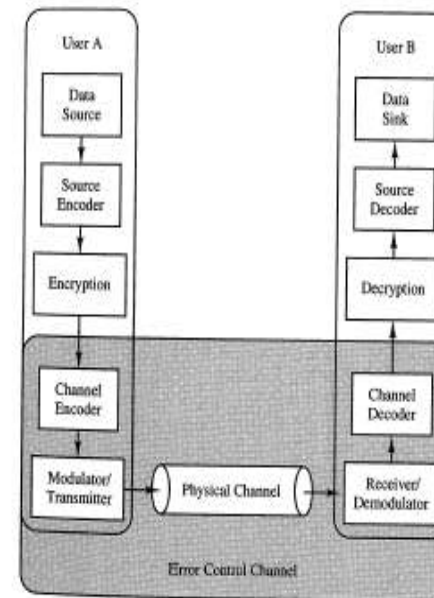 User A
Data
Source
Source
Encoder
Encryption
Channel
Encoder
Modulator/
Transmitter
Physical Channel
User B
Data
Sink
Source
Decoder
Decryption
Channel
Decoder
Receiver/
Demodulator
Error Control Channel